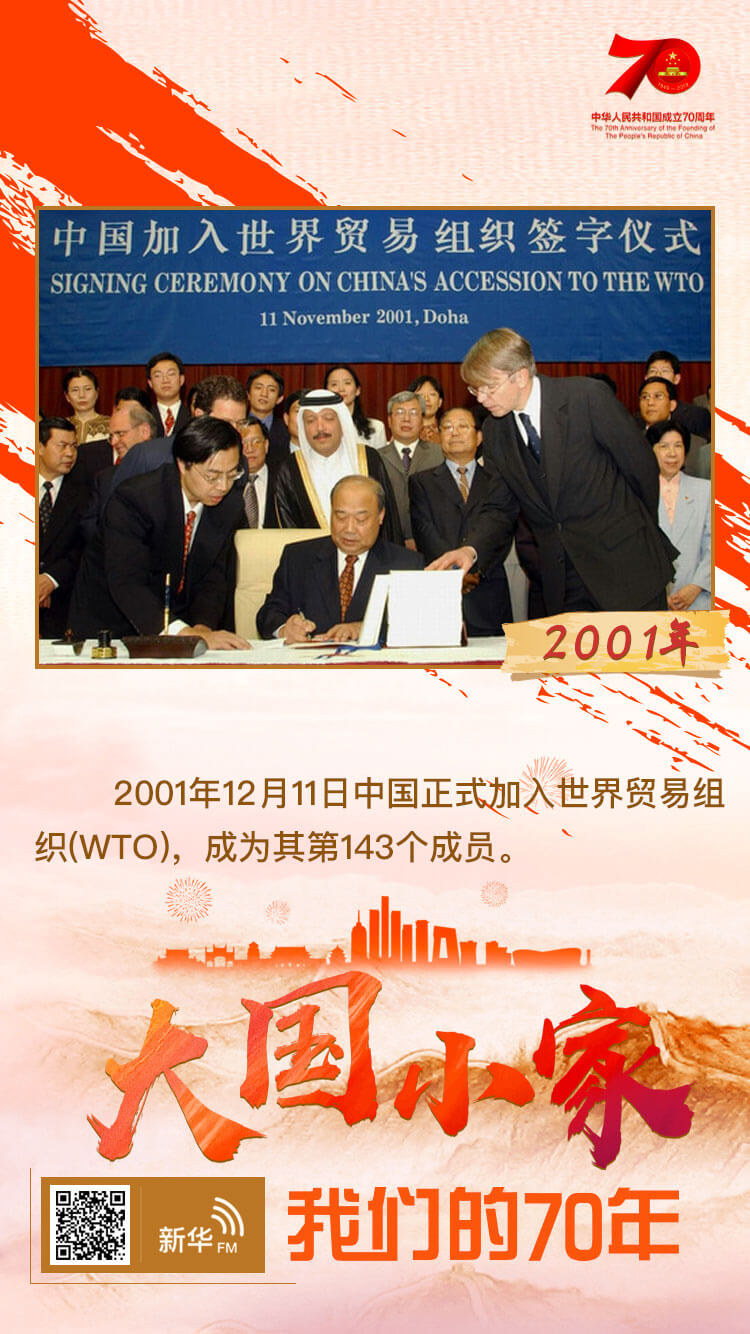 70
1949-2019
中华人民共和国成立70周年
The 70th Anniversary of the Founding of
The People's Republic of China
中国加入世界贸易组织签字仪式
SIGNING CEREMONY ON CHINA'S ACCESSION TO THE WTO
11 November 2001, Doha
2001年
2001年12月11日中国正式加入世界贸易组
织(WTO)，成为其第143个成员。
大国小家
新华FM
我们的70年